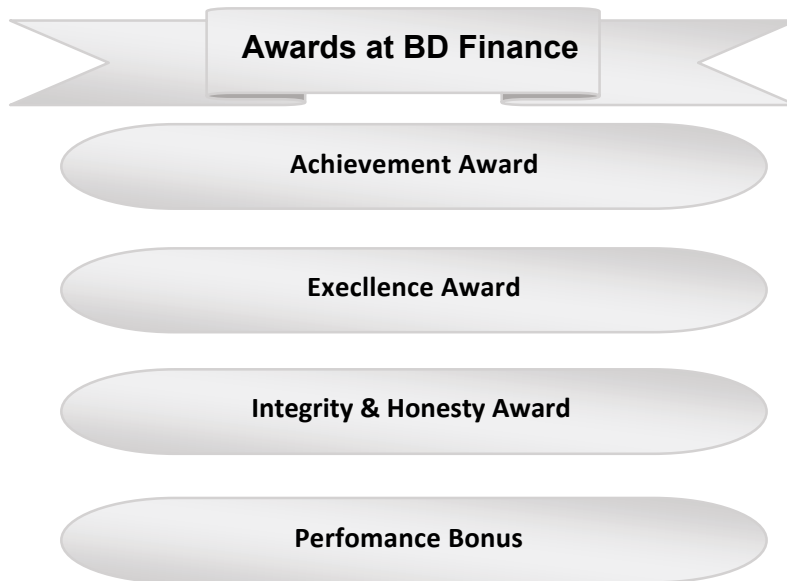 Awards at BD Finance
Achievement Award
Execllence Award
Integrity & Honesty Award
Perfomance Bonus